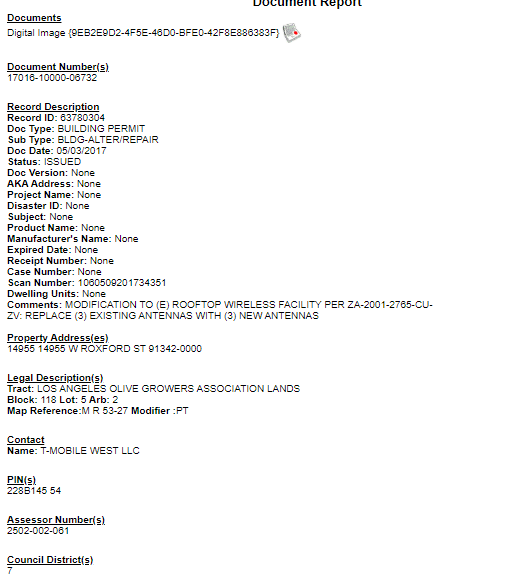 Document Report
Documents
Digital Image {9EB2E9D2-4F5E-46D0-BFE0-42F8E886383F}
Document Number(s)
17016-10000-06732
Record Description
Record ID: 63780304
Doc Type: BUILDING PERMIT
Sub Type: BLDG-ALTER/REPAIR
Doc Date: 05/03/2017
Status: ISSUED
Doc Version: None
AKA Address: None
Project Name: None
Disaster ID: None
Subject: None
Product Name: None
Manufacturer's Name: None
Expired Date: None
Receipt Number: None
Case Number: None
Scan Number: 1060509201734351
Dwelling Units: None
Comments: MODIFICATION TO (E) ROOFTOP WIRELESS FACILITY PER ZA-2001-2765-CU-
ZV: REPLACE (3) EXISTING ANTENNAS WITH (3) NEW ANTENNAS
Property Address(es)
14955 14955 W ROXFORD ST 91342-0000
Legal Description(s)
Tract: LOS ANGELES OLIVE GROWERS ASSOCIATION LANDS
Block: 118 Lot: 5 Arb: 2
Map Reference:M R 53-27 Modifier :PT
Contact
Name: T-MOBILE WEST LLC
PIN(s)
228B145 54
Assessor Number(s)
2502-002-061
Council District(s)
7